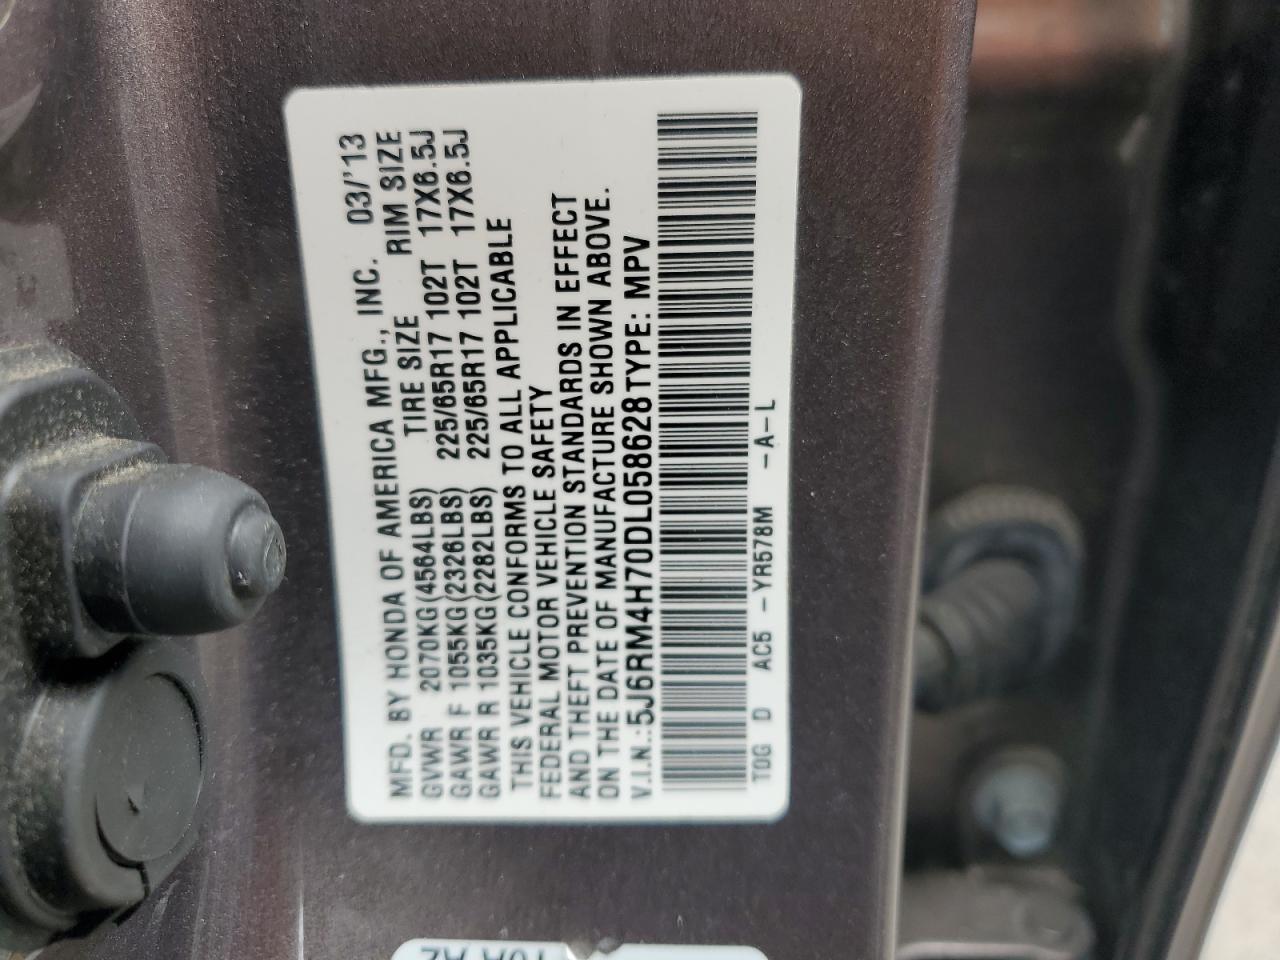 MFD. BY HONDA OF AMERICA MFG., INC. 03/'13
GVWR 2070KG(4564LBS) TIRE SIZE RIM SIZE
GAWR F 1055KG(2326LBS) 225/65R17 102T 17X6.5J
GAWR R 1035KG(2282LBS) 225/65R17 102T 17X6.5J
THIS VEHICLE CONFORMS TO ALL APPLICABLE
FEDERAL MOTOR VEHICLE SAFETY
AND THEFT PREVENTION STANDARDS IN EFFECT
ON THE DATE OF MANUFACTURE SHOWN ABOVE.
V.I.N.:5J6RM4H70DL058628 TYPE: MPV
T0G D AC5 -YR578M -A-L